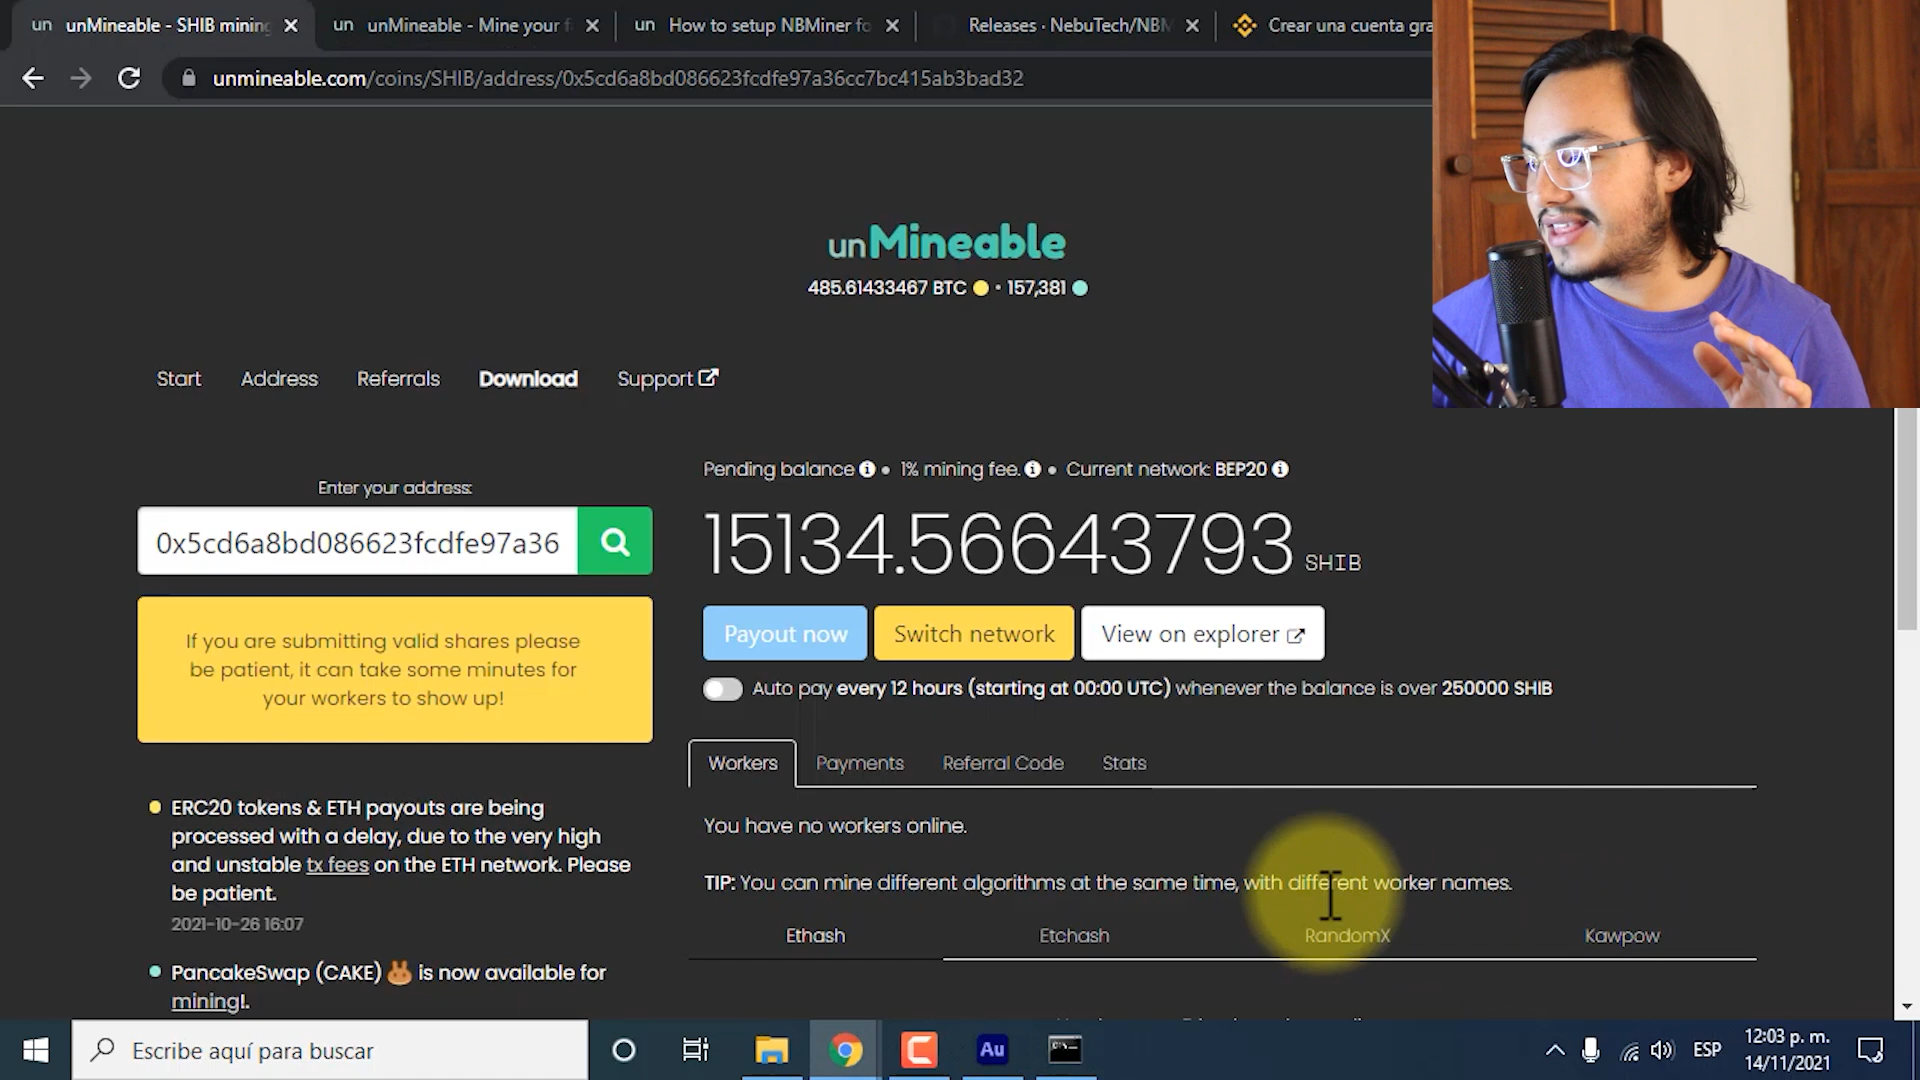 un unMineable - SHIB mining
un unMineable - Mine your f
un How to setup NBMiner fo
Releases · NebuTech/NBM
Crear una cuenta gra
unmineable.com/coins/SHIB/address/0x5cd6a8bd086623fcdfe97a36cc7bc415ab3bad32
unMineable
485.61433467 BTC • 157,381
Start Address Referrals Download Support
Enter your address:
0x5cd6a8bd086623fcdfe97a36
If you are submitting valid shares please
be patient, it can take some minutes for
your workers to show up!
ERC20 tokens & ETH payouts are being
processed with a delay, due to the very high
and unstable tx fees on the ETH network. Please
be patient.
2021-10-26 16:07
PancakeSwap (CAKE) is now available for
mining!.
Pending balance • 1% mining fee. • Current network: BEP20
15134.56643793 SHIB
Payout now Switch network View on explorer
Auto pay every 12 hours (starting at 00:00 UTC) whenever the balance is over 250000 SHIB
Workers Payments Referral Code Stats
You have no workers online.
TIP: You can mine different algorithms at the same time, with different worker names.
Ethash Etchash RandomX Kawpow
Escribe aquí para buscar
Au
ESP
12:03 p. m.
14/11/2021